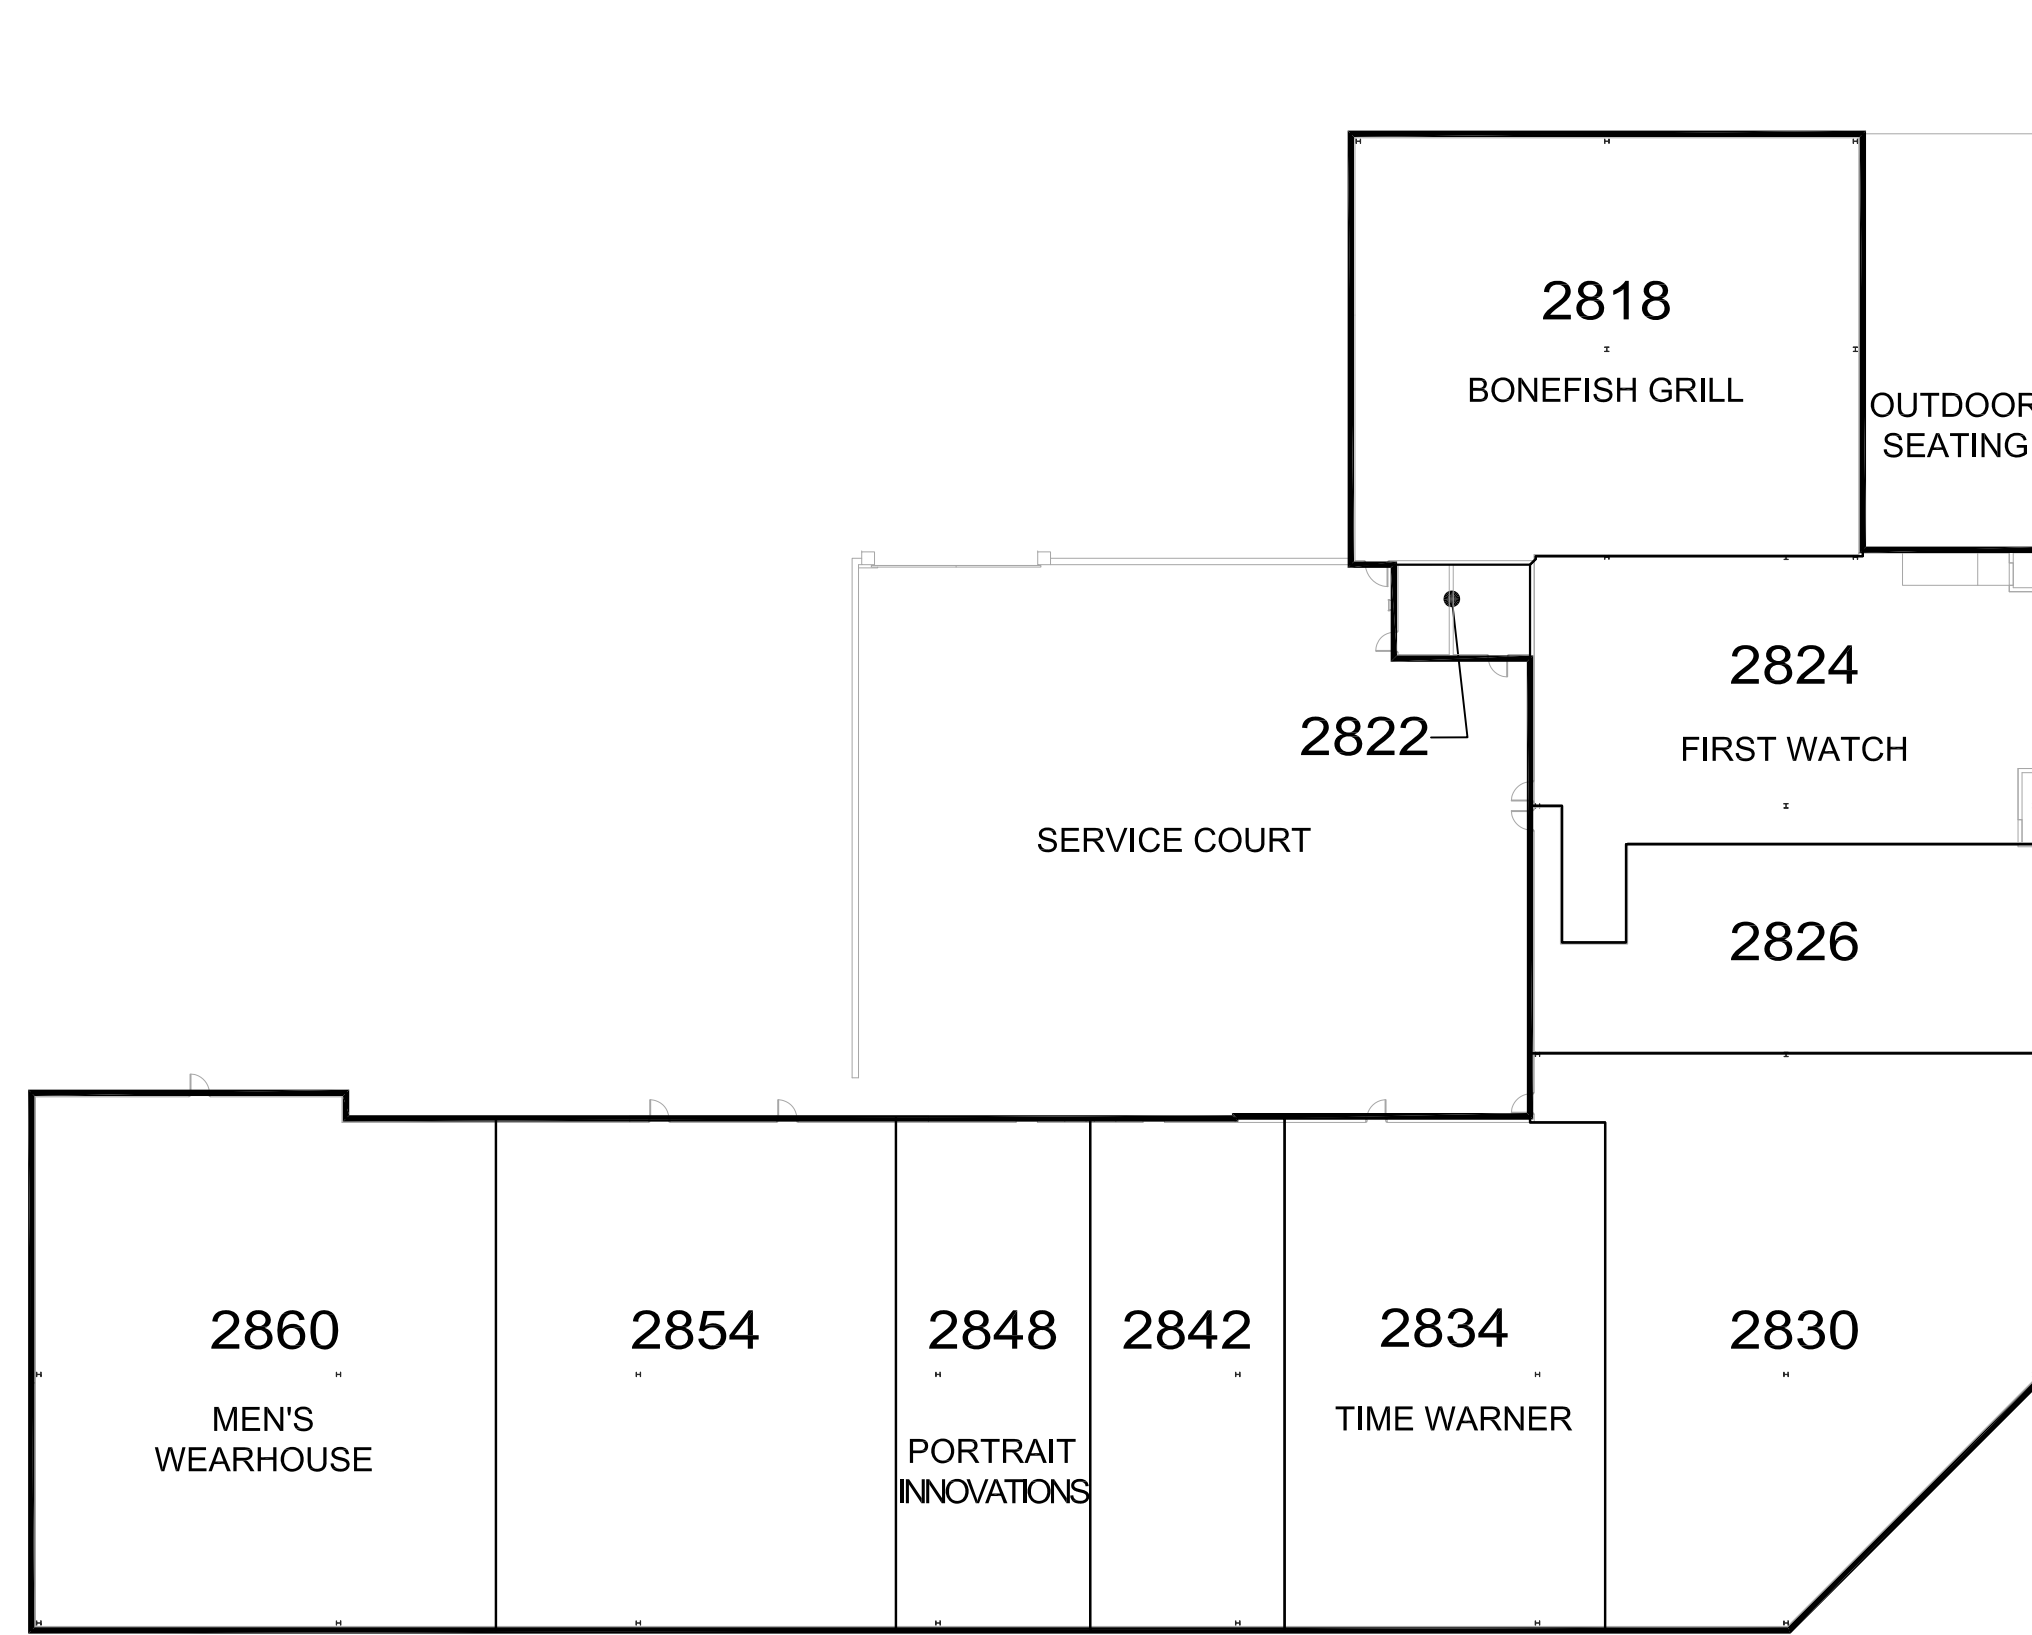 2818
BONEFISH GRILL
OUTDOOR
SEATING
2824
FIRST WATCH
2822
SERVICE COURT
2826
2860
MEN'S
WEARHOUSE
2854
2848
PORTRAIT
INNOVATIONS
2842
2834
TIME WARNER
2830